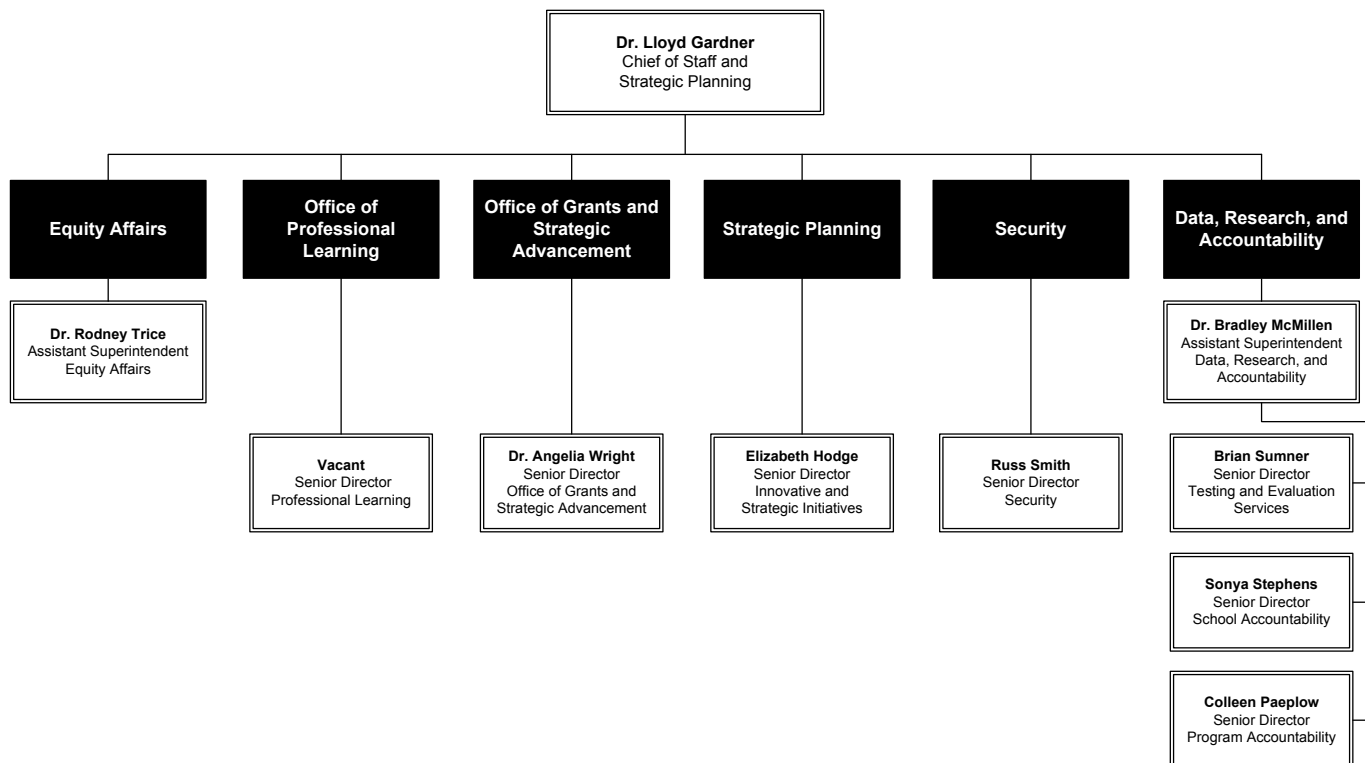 Dr. Lloyd Gardner
Chief of Staff and
Strategic Planning
Equity Affairs
Office of
Professional
Learning
Office of Grants and
Strategic
Advancement
Strategic Planning
Security
Data, Research, and
Accountability
Dr. Rodney Trice
Assistant Superintendent
Equity Affairs
Dr. Bradley McMillen
Assistant Superintendent
Data, Research, and
Accountability
Vacant
Senior Director
Professional Learning
Dr. Angelia Wright
Senior Director
Office of Grants and
Strategic Advancement
Elizabeth Hodge
Senior Director
Innovative and
Strategic Initiatives
Russ Smith
Senior Director
Security
Brian Sumner
Senior Director
Testing and Evaluation
Services
Sonya Stephens
Senior Director
School Accountability
Colleen Paeplow
Senior Director
Program Accountability